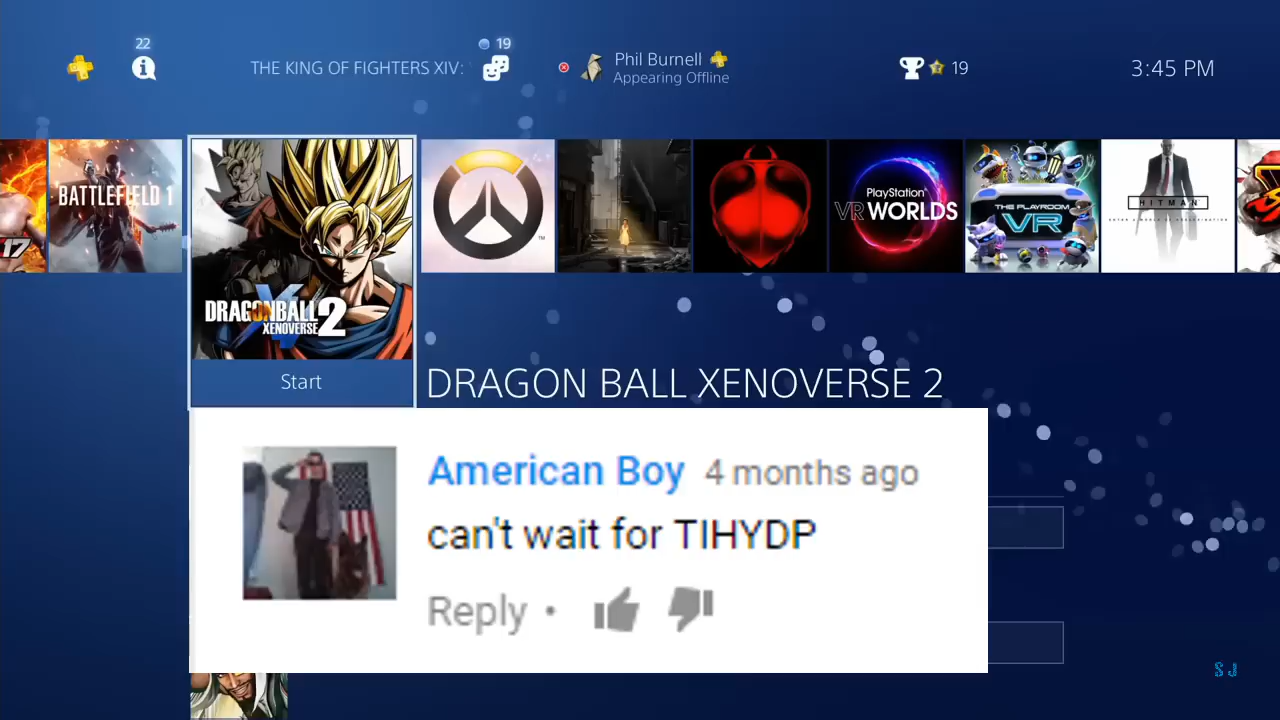 22
THE KING OF FIGHTERS XIV:
19
Phil Burnell
Appearing Offline
19
3:45 PM
17
BATTLEFIELD 1
DRAGONBALL
XENOVERSE 2
PlayStation
VR WORLDS
THE PLAYROOM
VR
HITMAN
Start
DRAGON BALL XENOVERSE 2
American Boy 4 months ago
can't wait for TIHYDP
Reply •
SJ